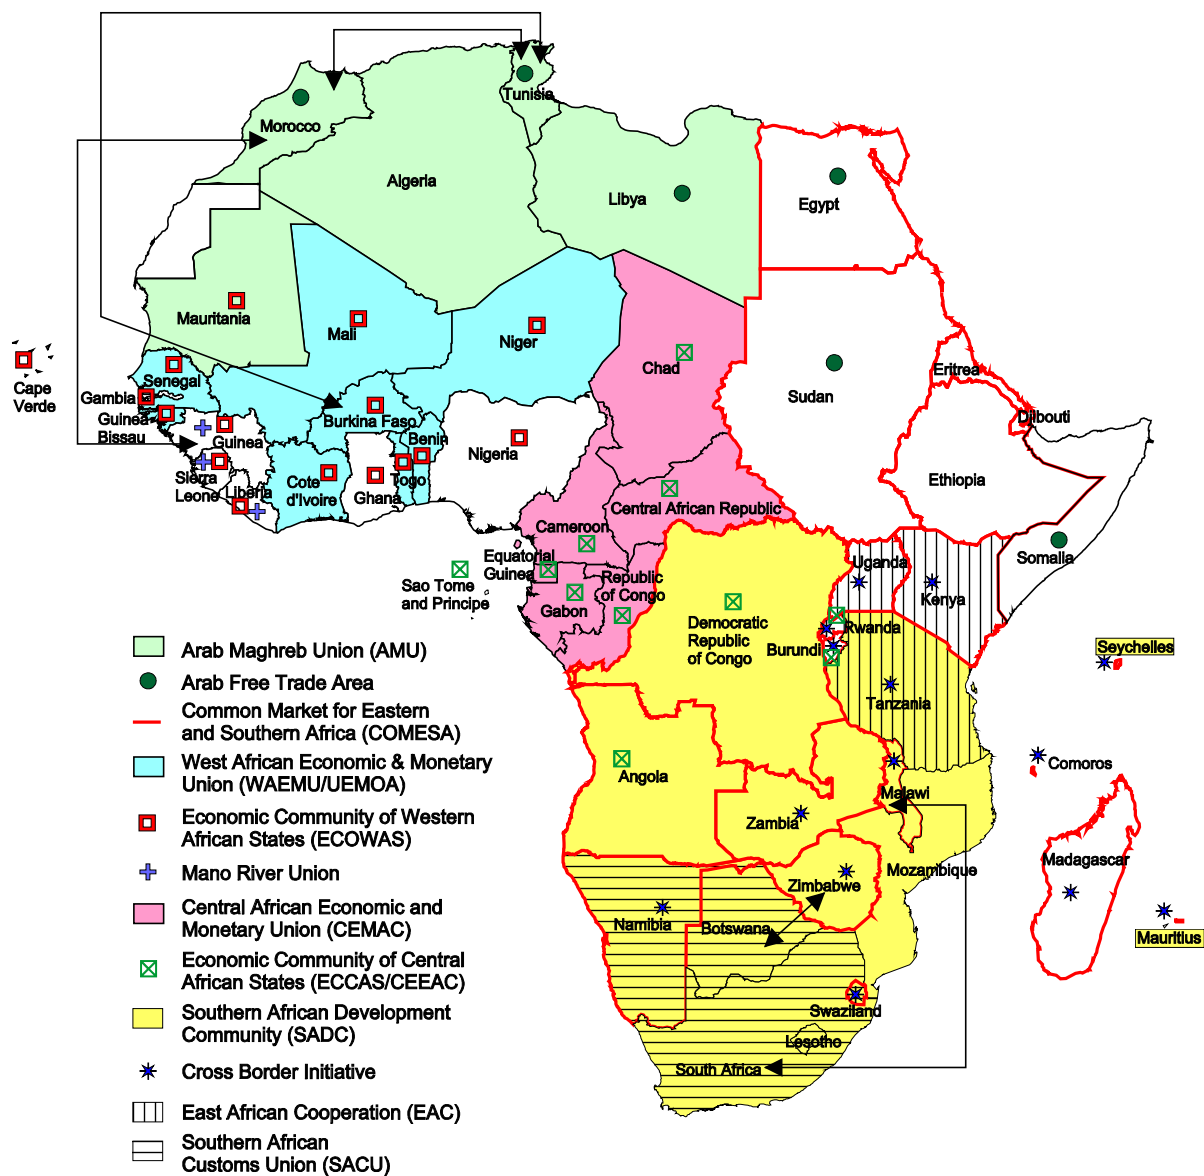 Tunisia
Morocco
Algeria
Libya
Egypt
Mauritania
Mali
Niger
Chad
Sudan
Eritrea
Cape
Verde
Senegal
Gambia
Guinea
Bissau
Guinea
Burkina Faso
Benin
Nigeria
Djibouti
Sierra
Leone
Liberia
Cote
d'Ivoire
Ghana
Togo
Central African Republic
Ethiopia
Cameroon
Equatorial
Guinea
Sao Tome
and Principe
Gabon
Republic
of Congo
Democratic
Republic
of Congo
Uganda
Kenya
Somalia
Rwanda
Burundi
Tanzania
Seychelles
Comoros
Angola
Zambia
Malawi
Mozambique
Madagascar
Zimbabwe
Namibia
Botswana
Mauritius
Swaziland
Lesotho
South Africa
Arab Maghreb Union (AMU)
Arab Free Trade Area
Common Market for Eastern
and Southern Africa (COMESA)
West African Economic & Monetary
Union (WAEMU/UEMOA)
Economic Community of Western
African States (ECOWAS)
Mano River Union
Central African Economic and
Monetary Union (CEMAC)
Economic Community of Central
African States (ECCAS/CEEAC)
Southern African Development
Community (SADC)
Cross Border Initiative
East African Cooperation (EAC)
Southern African
Customs Union (SACU)